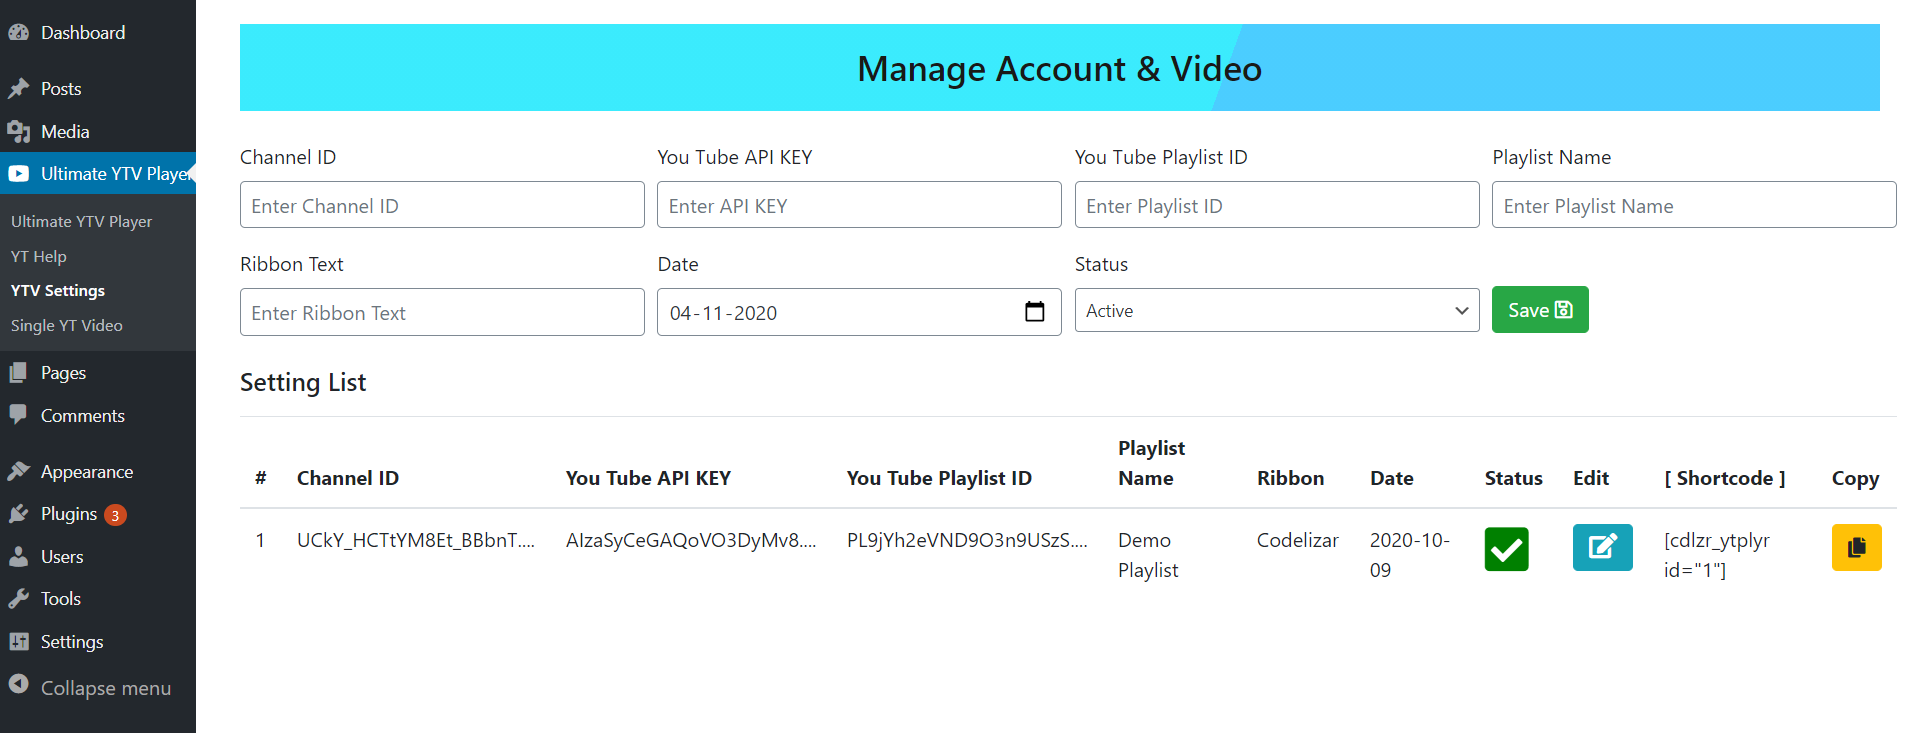 Dashboard
Posts
Media
Ultimate YTV Player
Ultimate YTV Player
YT Help
YTV Settings
Single YT Video
Pages
Comments
Appearance
Plugins 3
Users
Tools
Settings
Collapse menu
Manage Account & Video
Channel ID You Tube API KEY You Tube Playlist ID Playlist Name
Enter Channel ID Enter API KEY Enter Playlist ID Enter Playlist Name
Ribbon Text Date Status
Enter Ribbon Text 04-11-2020 Active Save
Setting List
# Channel ID You Tube API KEY You Tube Playlist ID Playlist Name Ribbon Date Status Edit [ Shortcode ] Copy
1 UCkY_HCTtYM8Et_BBbnT.... AIzaSyCeGAQoVO3DyMv8.... PL9jYh2eVND9O3n9USzS.... Demo Playlist Codelizar 2020-10-09 [cdlzr_ytplyr id="1"]